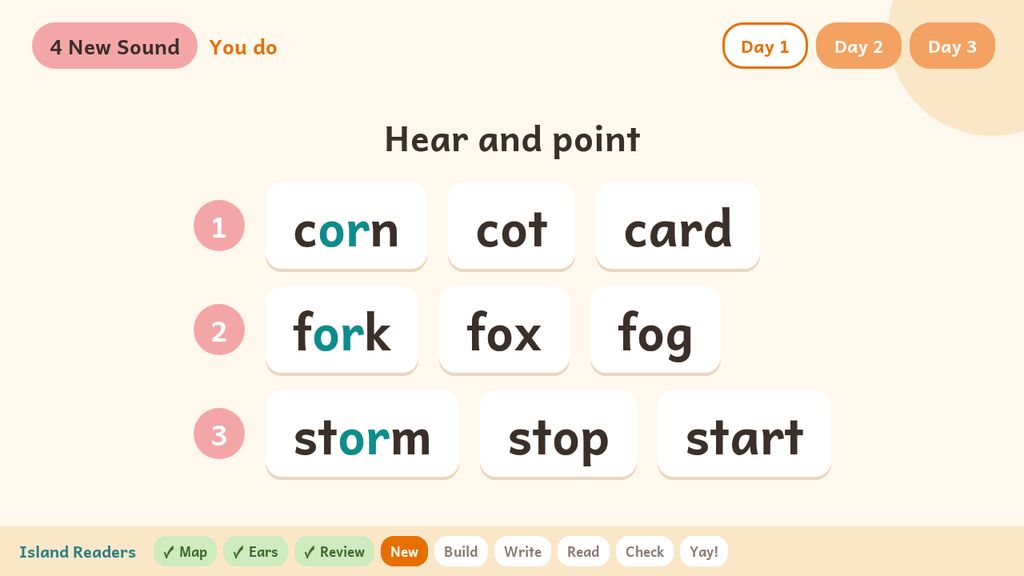 4 New Sound You do Day 1 Day 2 Day 3
Hear and point
1 corn cot card
2 fork fox fog
3 storm stop start
Island Readers ✓ Map ✓ Ears ✓ Review New Build Write Read Check Yay!